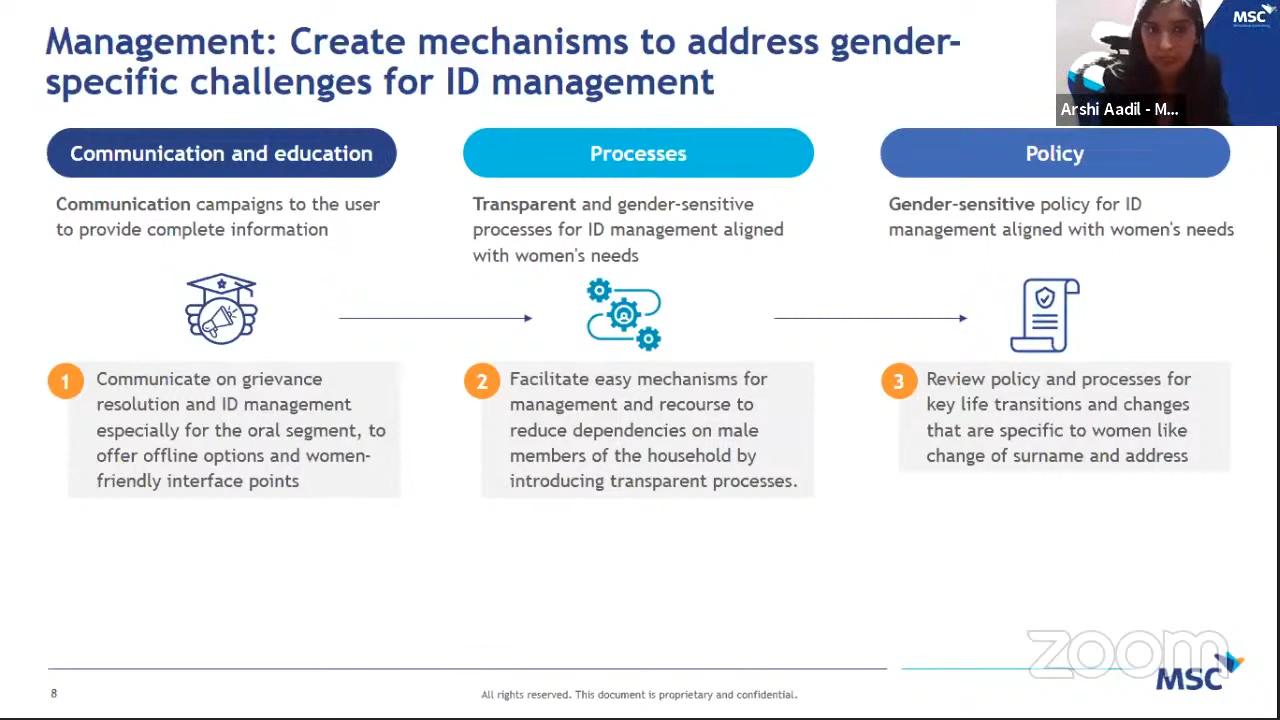 Management: Create mechanisms to address gender-
specific challenges for ID management
MSC
Arshi Aadil - M...
Communication and education
Communication campaigns to the user
to provide complete information
1
Communicate on grievance
resolution and ID management
especially for the oral segment, to
offer offline options and women-
friendly interface points
Processes
Transparent and gender-sensitive
processes for ID management aligned
with women's needs
2
Facilitate easy mechanisms for
management and recourse to
reduce dependencies on male
members of the household by
introducing transparent processes.
Policy
Gender-sensitive policy for ID
management aligned with women's needs
3
Review policy and processes for
key life transitions and changes
that are specific to women like
change of surname and address
zoom
MSC
8
All rights reserved. This document is proprietary and confidential.